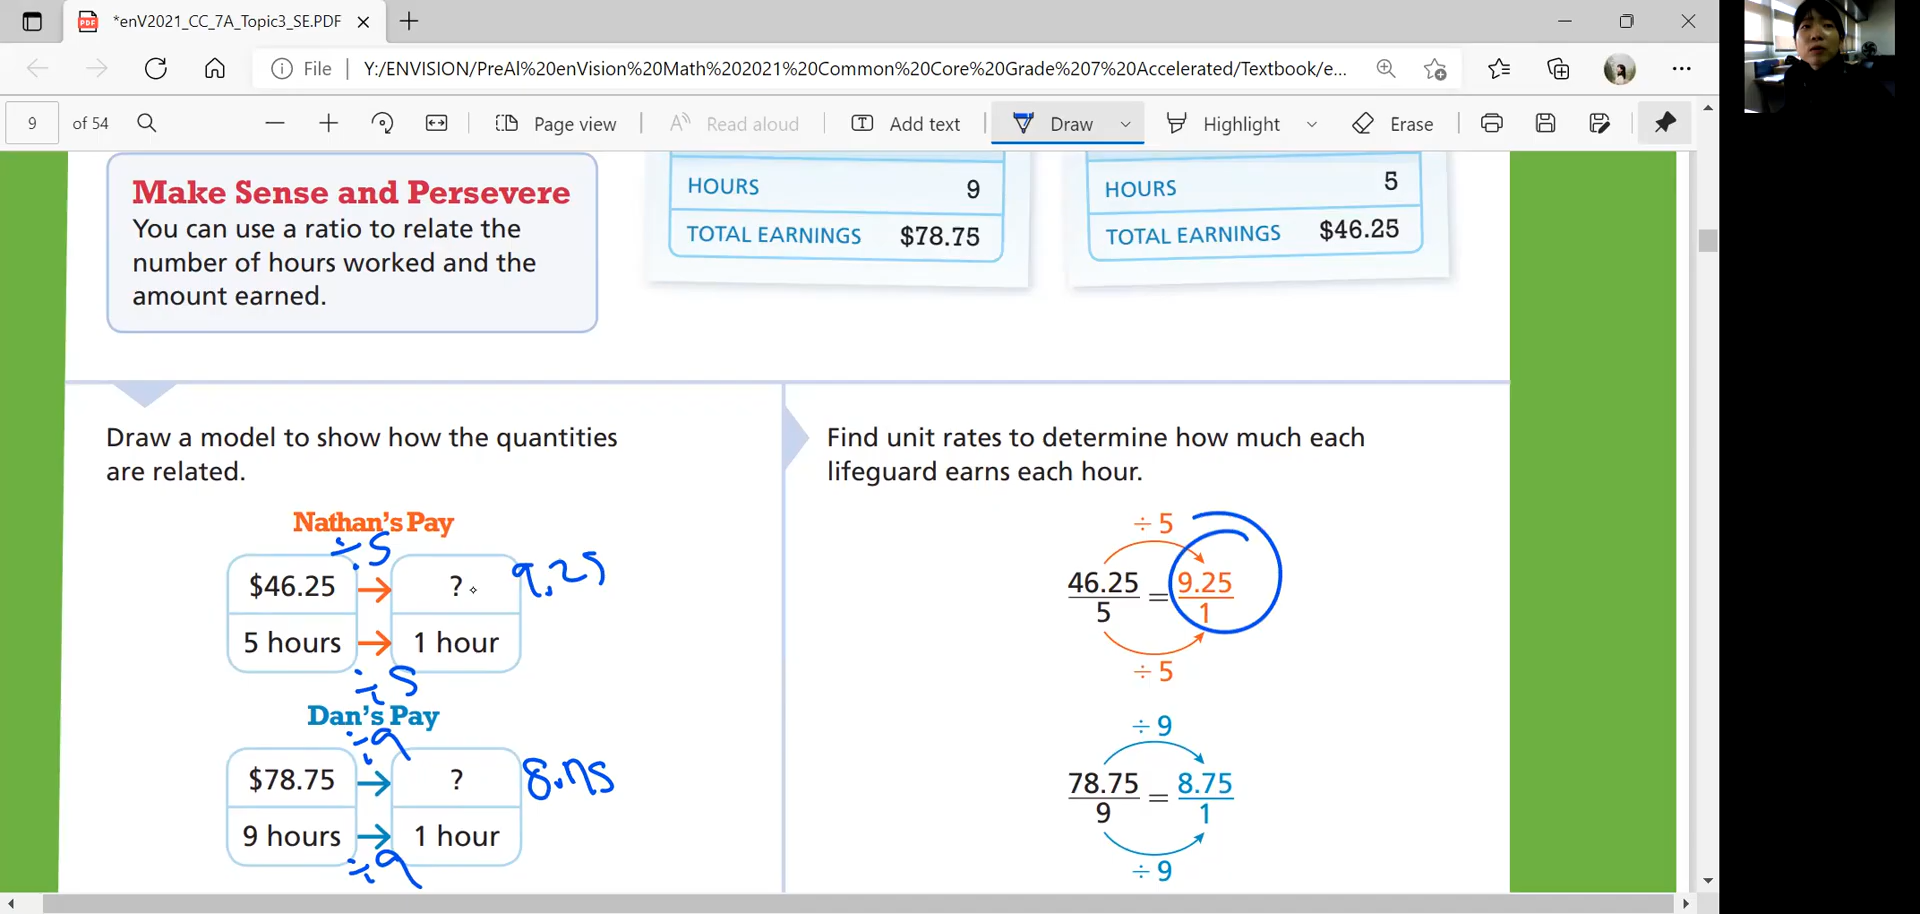 *enV2021_CC_7A_Topic3_SE.PDF
File
Y:/ENVISION/PreAl%20enVision%20Math%202021%20Common%20Core%20Grade%207%20Accelerated/Textbook/e...
9 of 54
Page view
Read aloud
Add text
Draw
Highlight
Erase
Make Sense and Persevere
You can use a ratio to relate the
number of hours worked and the
amount earned.
HOURS 9
TOTAL EARNINGS $78.75
HOURS 5
TOTAL EARNINGS $46.25
Draw a model to show how the quantities
are related.
Nathan's Pay
÷5
$46.25 → ? 9.25
5 hours → 1 hour
÷5
Dan's Pay
÷9
$78.75 → ? 8.75
9 hours → 1 hour
÷9
Find unit rates to determine how much each
lifeguard earns each hour.
÷ 5
46.25/5 = 9.25/1
÷ 5
÷ 9
78.75/9 = 8.75/1
÷ 9